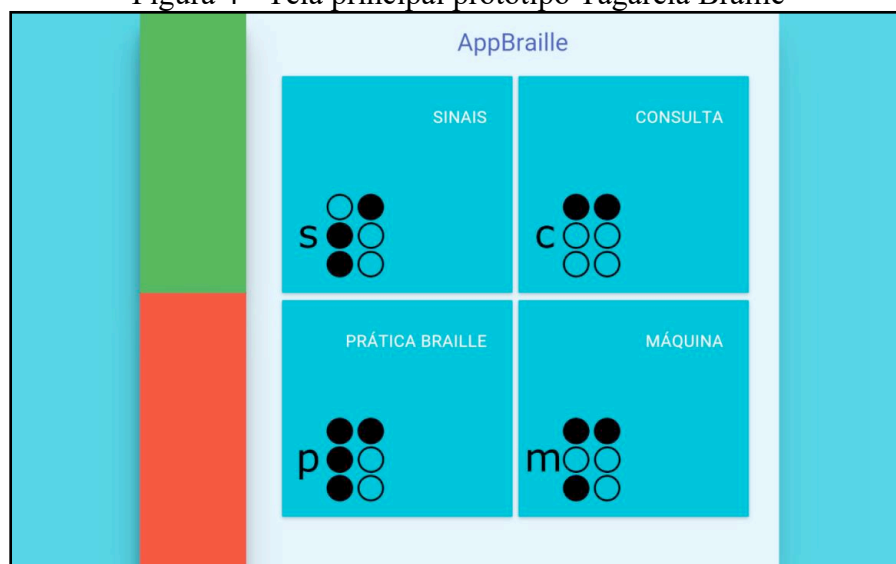 Figura 4 - Tela principal protótipo Tagarela Braille
AppBraille
SINAIS
CONSULTA
s
c
PRÁTICA BRAILLE
MÁQUINA
p
m